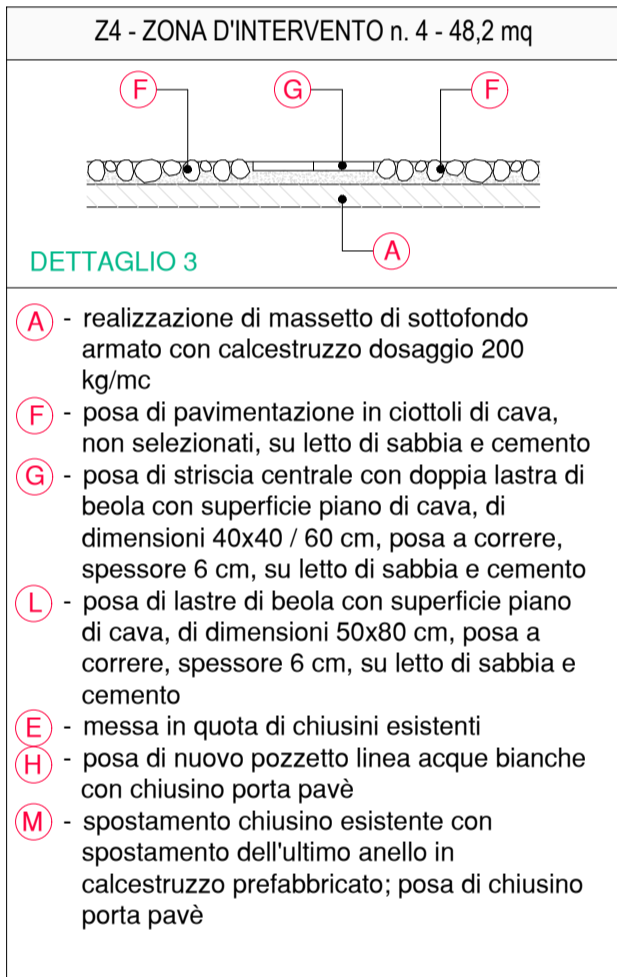 Z4 - ZONA D'INTERVENTO n. 4 - 48,2 mq
F
G
F
A
DETTAGLIO 3
A - realizzazione di massetto di sottofondo
armato con calcestruzzo dosaggio 200
kg/mc
F - posa di pavimentazione in ciottoli di cava,
non selezionati, su letto di sabbia e cemento
G - posa di striscia centrale con doppia lastra di
beola con superficie piano di cava, di
dimensioni 40x40 / 60 cm, posa a correre,
spessore 6 cm, su letto di sabbia e cemento
L - posa di lastre di beola con superficie piano
di cava, di dimensioni 50x80 cm, posa a
correre, spessore 6 cm, su letto di sabbia e
cemento
E - messa in quota di chiusini esistenti
H - posa di nuovo pozzetto linea acque bianche
con chiusino porta pavè
M - spostamento chiusino esistente con
spostamento dell'ultimo anello in
calcestruzzo prefabbricato; posa di chiusino
porta pavè